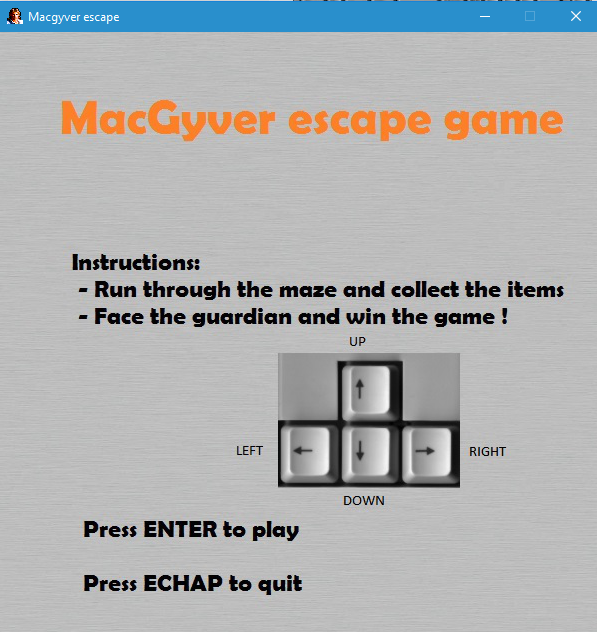 Macgyver escape
MacGyver escape game
Instructions:
- Run through the maze and collect the items
- Face the guardian and win the game !
UP
LEFT
RIGHT
DOWN
Press ENTER to play
Press ECHAP to quit